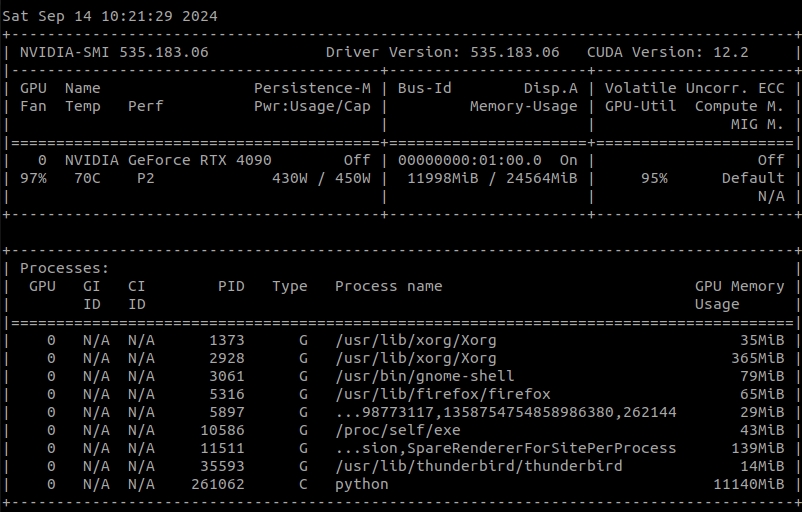 Sat Sep 14 10:21:29 2024
+---------------------------------------------------------------------------------------+
| NVIDIA-SMI 535.183.06             Driver Version: 535.183.06   CUDA Version: 12.2     |
|-----------------------------------------+----------------------+----------------------+
| GPU  Name                 Persistence-M | Bus-Id        Disp.A | Volatile Uncorr. ECC |
| Fan  Temp   Perf          Pwr:Usage/Cap |         Memory-Usage | GPU-Util  Compute M. |
|                                         |                      |               MIG M. |
|=========================================+======================+======================|
|   0  NVIDIA GeForce RTX 4090        Off | 00000000:01:00.0  On |                  Off |
| 97%   70C    P2             430W / 450W |  11998MiB / 24564MiB |     95%      Default |
|                                         |                      |                  N/A |
+-----------------------------------------+----------------------+----------------------+

+---------------------------------------------------------------------------------------+
| Processes:                                                                            |
|  GPU   GI   CI        PID   Type   Process name                            GPU Memory |
|        ID   ID                                                             Usage      |
|=======================================================================================|
|    0   N/A  N/A      1373      G   /usr/lib/xorg/Xorg                           35MiB |
|    0   N/A  N/A      2928      G   /usr/lib/xorg/Xorg                          365MiB |
|    0   N/A  N/A      3061      G   /usr/bin/gnome-shell                         79MiB |
|    0   N/A  N/A      5316      G   /usr/lib/firefox/firefox                     65MiB |
|    0   N/A  N/A      5897      G   ...98773117,1358754754858986380,262144       29MiB |
|    0   N/A  N/A     10586      G   /proc/self/exe                               43MiB |
|    0   N/A  N/A     11511      G   ...sion,SpareRendererForSitePerProcess      139MiB |
|    0   N/A  N/A     35593      G   /usr/lib/thunderbird/thunderbird             14MiB |
|    0   N/A  N/A    261062      C   python                                    11140MiB |
+---------------------------------------------------------------------------------------+